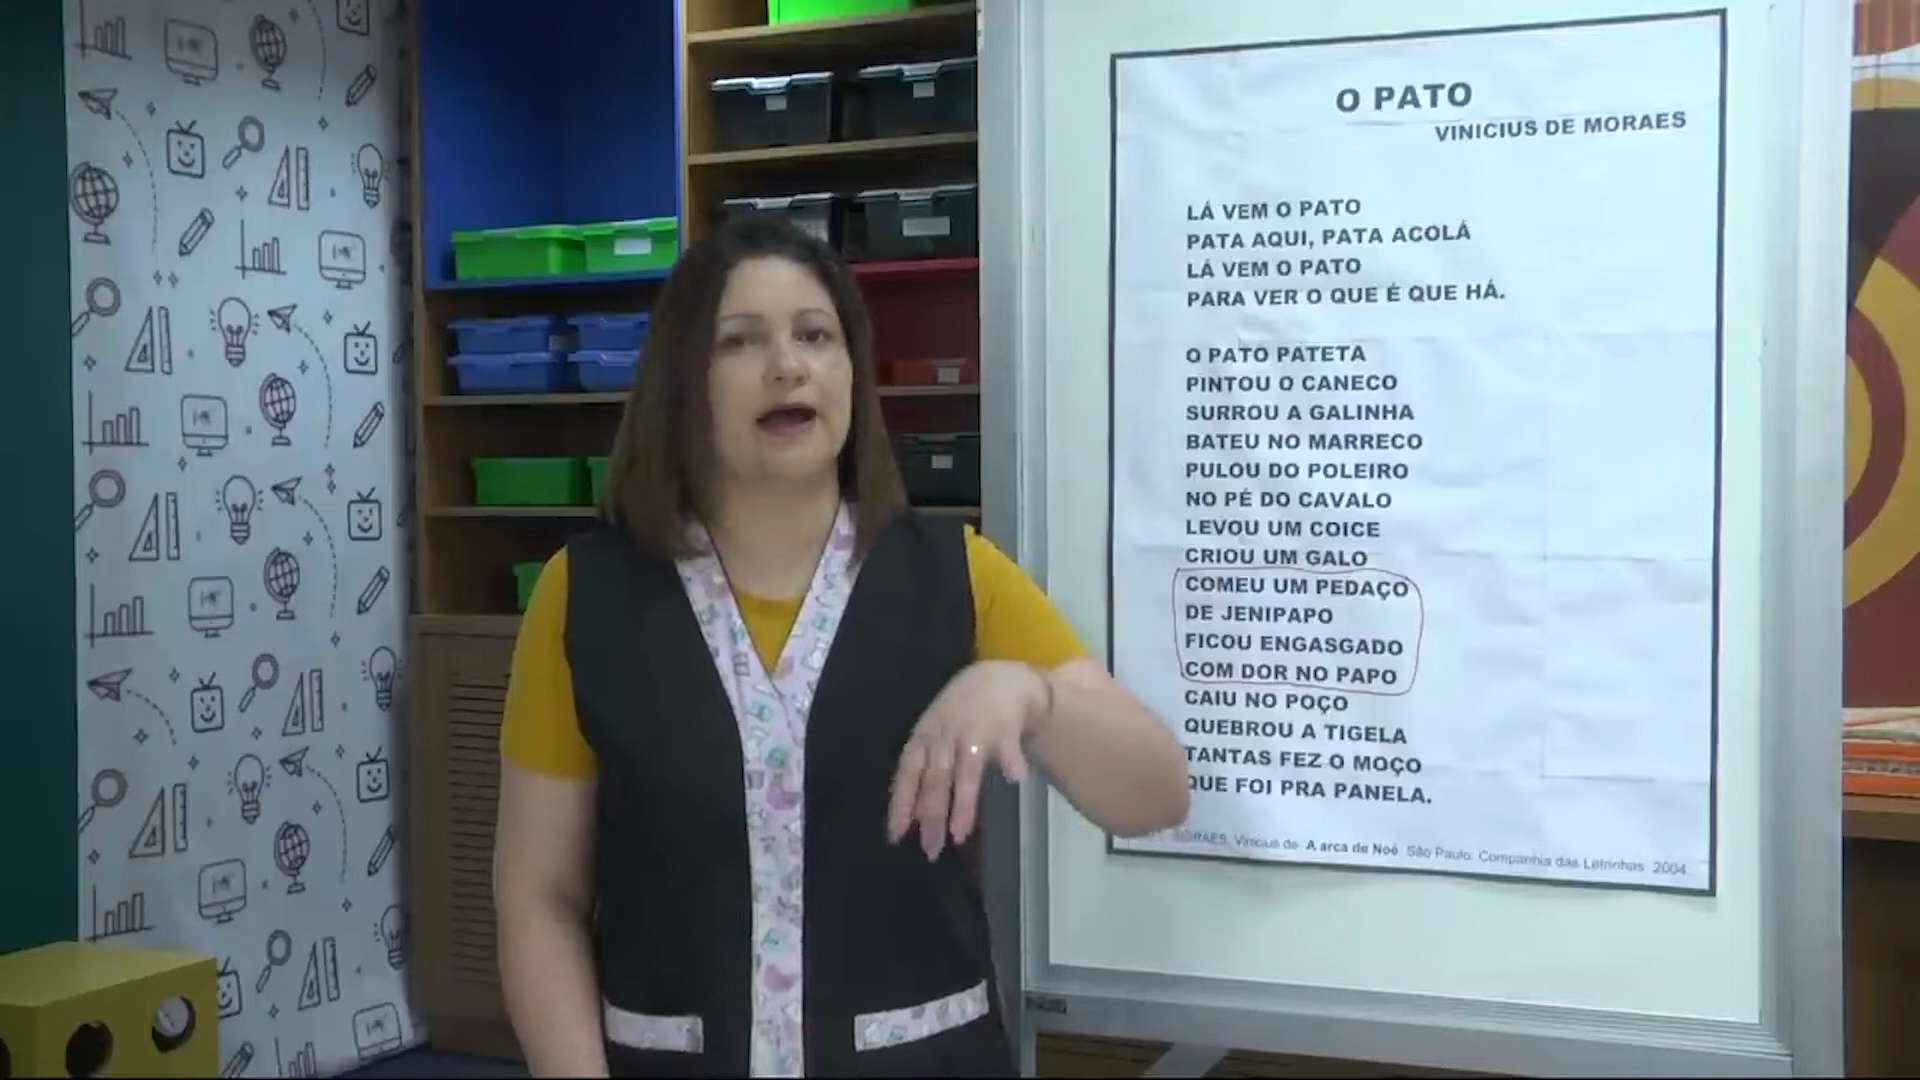 O PATO
VINICIUS DE MORAES
LÁ VEM O PATO
PATA AQUI, PATA ACOLÁ
LÁ VEM O PATO
PARA VER O QUE É QUE HÁ.
O PATO PATETA
PINTOU O CANECO
SURROU A GALINHA
BATEU NO MARRECO
PULOU DO POLEIRO
NO PÉ DO CAVALO
LEVOU UM COICE
CRIOU UM GALO
COMEU UM PEDAÇO
DE JENIPAPO
FICOU ENGASGADO
COM DOR NO PAPO
CAIU NO POÇO
QUEBROU A TIGELA
TANTAS FEZ O MOÇO
QUE FOI PRA PANELA.
MORAES, Vinicius de. A arca de Noé. São Paulo: Companhia das Letrinhas. 2004.